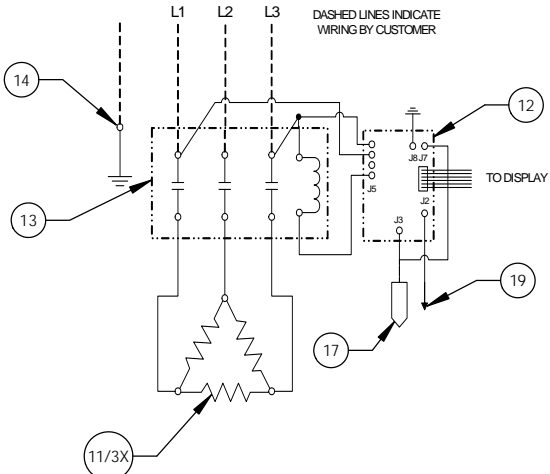 L1 L2 L3
DASHED LINES INDICATE
WIRING BY CUSTOMER
14
12
J8 J7
TO DISPLAY
J5
J2
13
J3
19
17
11/3X